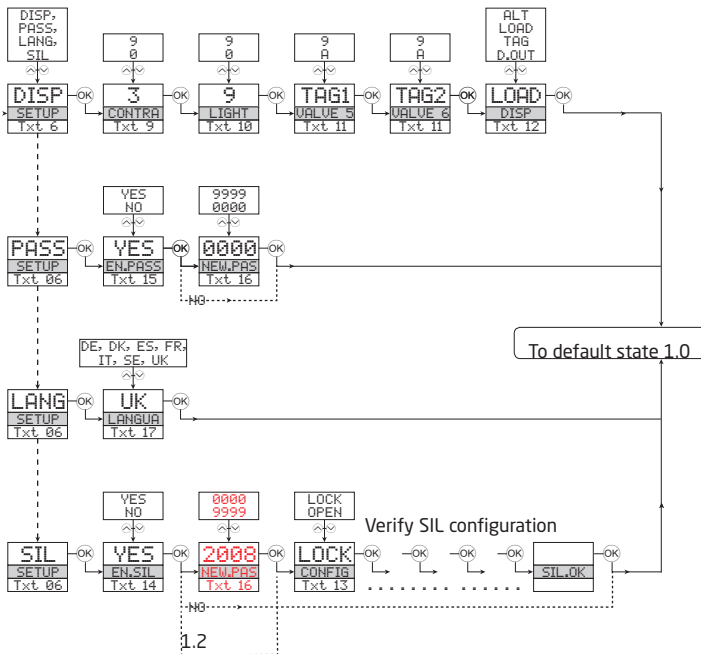 DISP,
PASS,
LANG,
SIL
9
0
9
0
9
A
9
A
ALT
LOAD
TAG
D.OUT
DISP OK 3 OK 9 OK TAG1 OK TAG2 OK LOAD OK
SETUP CONTRA LIGHT VALVE 5 VALVE 6 DISP
Txt 6 Txt 9 Txt 10 Txt 11 Txt 11 Txt 12
YES
NO
9999
0000
PASS OK YES OK 0000 OK
SETUP EN.PASS NEW.PAS
Txt 06 Txt 15 Txt 16
NO
To default state 1.0
DE, DK, ES, FR,
IT, SE, UK
LANG OK UK OK
SETUP LANGUA
Txt 06 Txt 17
YES
NO
0000
9999
LOCK
OPEN
Verify SIL configuration
SIL OK YES OK 2008 OK LOCK OK OK OK OK OK
SETUP EN.SIL NEW.PAS CONFIG SIL.OK
Txt 06 Txt 14 Txt 16 Txt 13
NO
1.2